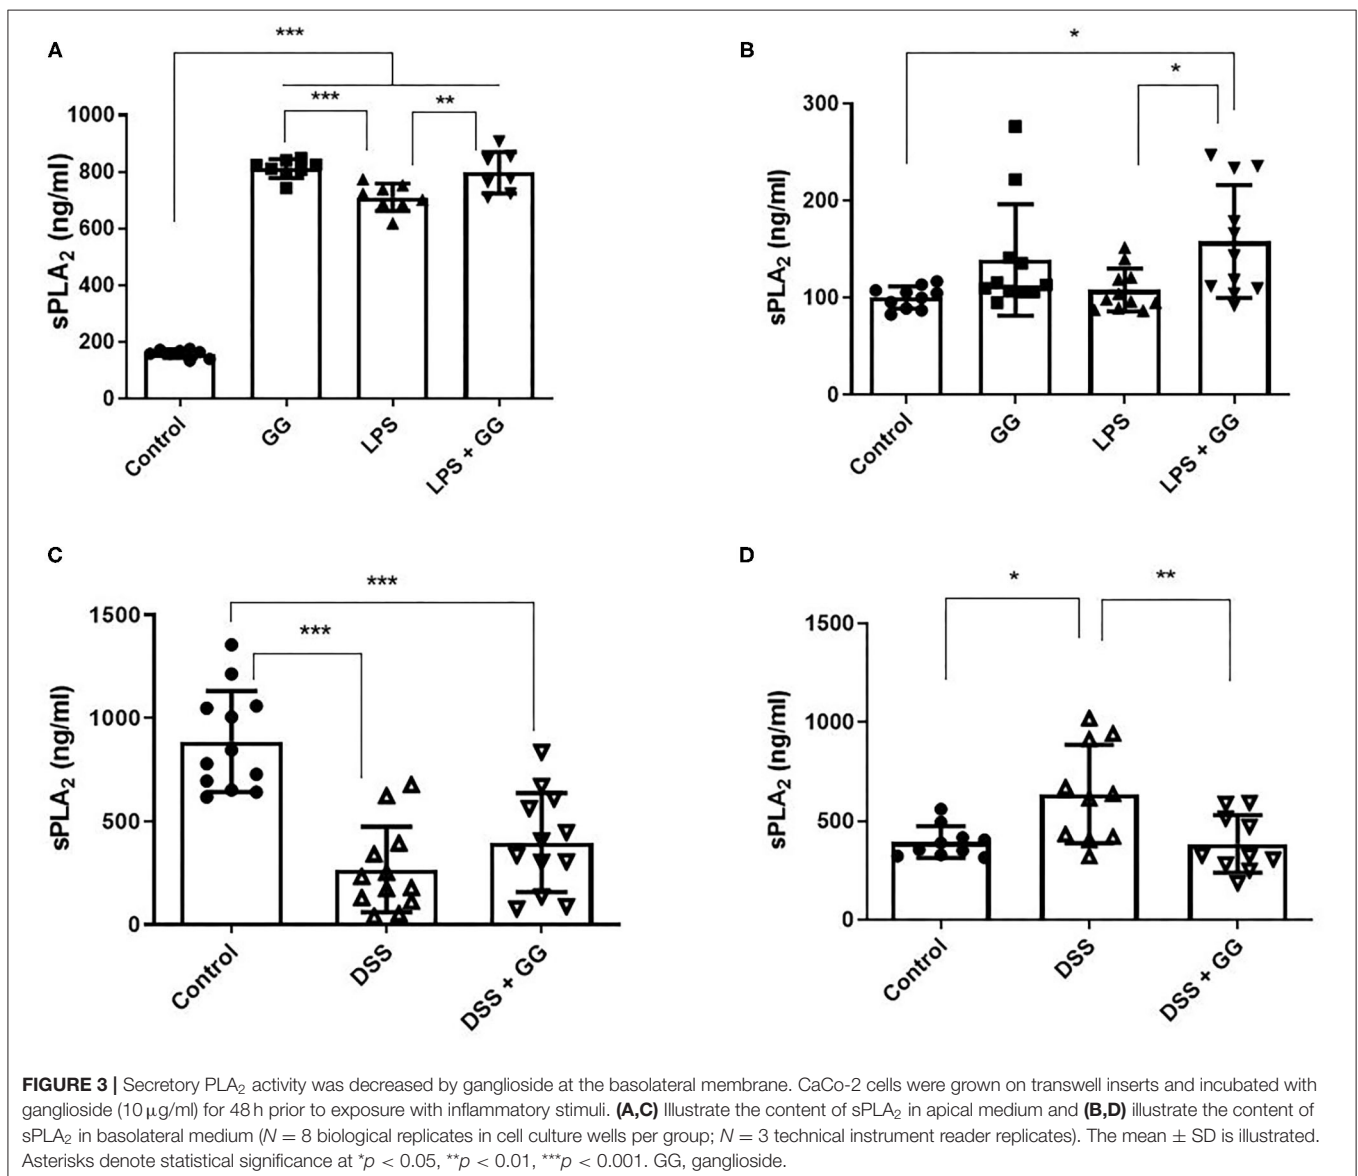 A
***
***
**
1000
800
600
400
200
0
sPLA2 (ng/ml)
Control
GG
LPS
LPS + GG
B
*
*
300
200
100
0
sPLA2 (ng/ml)
Control
GG
LPS
LPS + GG
C
***
***
1500
1000
500
0
sPLA2 (ng/ml)
Control
DSS
DSS + GG
D
*
**
1500
1000
500
0
sPLA2 (ng/ml)
Control
DSS
DSS + GG
FIGURE 3 | Secretory PLA2 activity was decreased by ganglioside at the basolateral membrane. CaCo-2 cells were grown on transwell inserts and incubated with
ganglioside (10 μg/ml) for 48 h prior to exposure with inflammatory stimuli. (A,C) Illustrate the content of sPLA2 in apical medium and (B,D) illustrate the content of
sPLA2 in basolateral medium (N = 8 biological replicates in cell culture wells per group; N = 3 technical instrument reader replicates). The mean ± SD is illustrated.
Asterisks denote statistical significance at *p < 0.05, **p < 0.01, ***p < 0.001. GG, ganglioside.